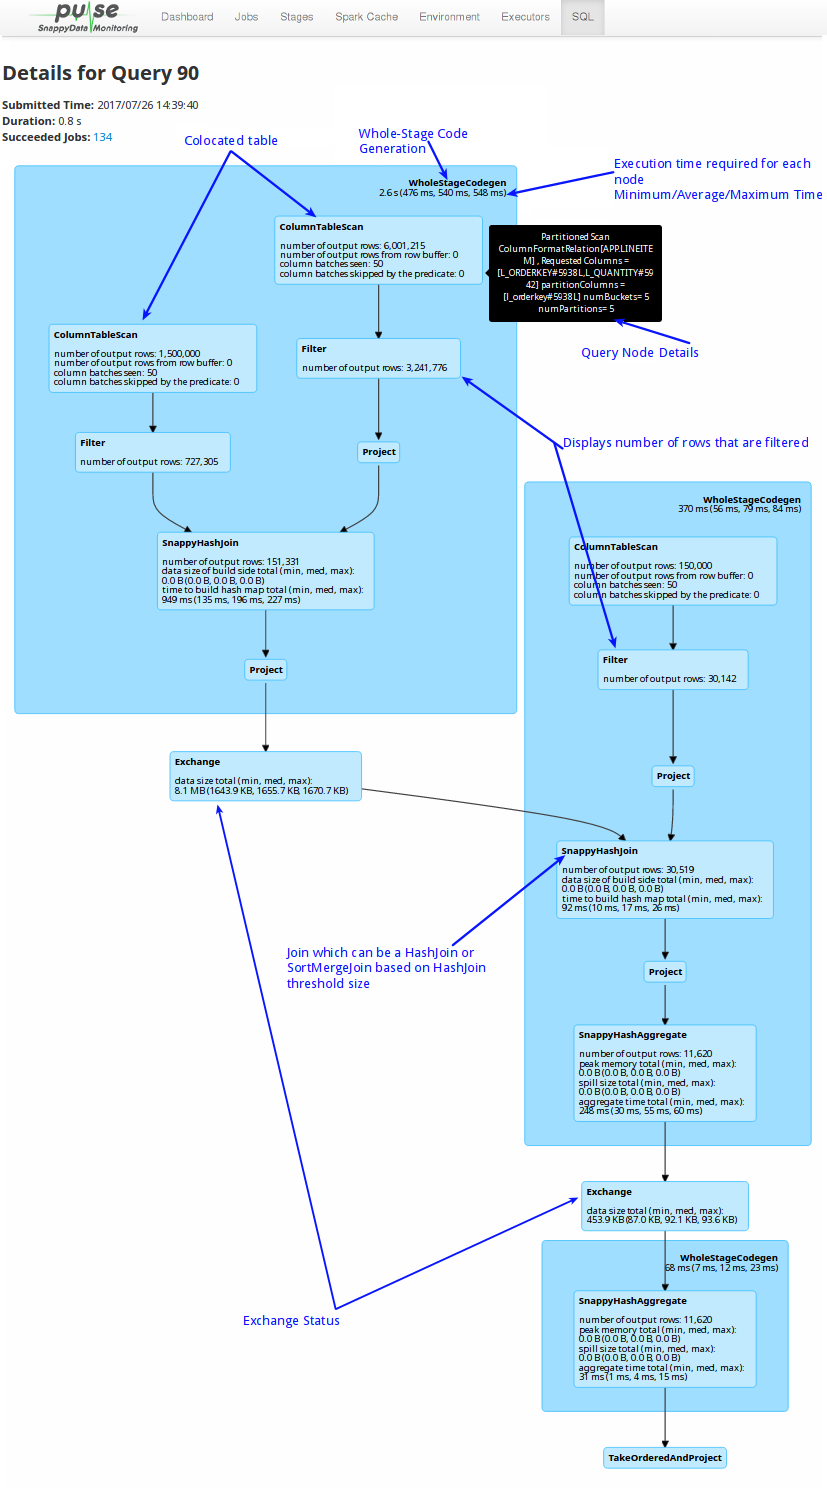 pulse
SnappyData Monitoring
Dashboard Jobs Stages Spark Cache Environment Executors SQL
Details for Query 90
Submitted Time: 2017/07/26 14:39:40
Duration: 0.8 s
Succeeded Jobs: 134
Colocated table
Whole-Stage Code
Generation
Execution time required for each
node
Minimum/Average/Maximum Time
WholeStageCodegen
2.6 s (476 ms, 540 ms, 548 ms)
ColumnTableScan
number of output rows: 6,001,215
number of output rows from row buffer: 0
column batches seen: 50
column batches skipped by the predicate: 0
Partitioned Scan
ColumnFormatRelation[APP.LINEITE
M] , Requested Columns =
[L_ORDERKEY#5938L,L_QUANTITY#59
42] partitionColumns =
[l_orderkey#5938L] numBuckets= 5
numPartitions= 5
Query Node Details
ColumnTableScan
number of output rows: 1,500,000
number of output rows from row buffer: 0
column batches seen: 50
column batches skipped by the predicate: 0
Filter
number of output rows: 3,241,776
Displays number of rows that are filtered
Filter
number of output rows: 727,305
Project
SnappyHashJoin
number of output rows: 151,331
data size of build side total (min, med, max):
0.0 B (0.0 B, 0.0 B, 0.0 B)
time to build hash map total (min, med, max):
949 ms (135 ms, 196 ms, 227 ms)
Project
Exchange
data size total (min, med, max):
8.1 MB (1643.9 KB, 1655.7 KB, 1670.7 KB)
WholeStageCodegen
370 ms (56 ms, 79 ms, 84 ms)
ColumnTableScan
number of output rows: 150,000
number of output rows from row buffer: 0
column batches seen: 50
column batches skipped by the predicate: 0
Filter
number of output rows: 30,142
Project
SnappyHashJoin
number of output rows: 30,519
data size of build side total (min, med, max):
0.0 B (0.0 B, 0.0 B, 0.0 B)
time to build hash map total (min, med, max):
92 ms (10 ms, 17 ms, 26 ms)
Join which can be a HashJoin or
SortMergeJoin based on HashJoin
threshold size
Project
SnappyHashAggregate
number of output rows: 11,620
peak memory total (min, med, max):
0.0 B (0.0 B, 0.0 B, 0.0 B)
spill size total (min, med, max):
0.0 B (0.0 B, 0.0 B, 0.0 B)
aggregate time total (min, med, max):
248 ms (30 ms, 55 ms, 60 ms)
Exchange
data size total (min, med, max):
453.9 KB (87.0 KB, 92.1 KB, 93.6 KB)
Exchange Status
WholeStageCodegen
68 ms (7 ms, 12 ms, 23 ms)
SnappyHashAggregate
number of output rows: 11,620
peak memory total (min, med, max):
0.0 B (0.0 B, 0.0 B, 0.0 B)
spill size total (min, med, max):
0.0 B (0.0 B, 0.0 B, 0.0 B)
aggregate time total (min, med, max):
31 ms (1 ms, 4 ms, 15 ms)
TakeOrderedAndProject